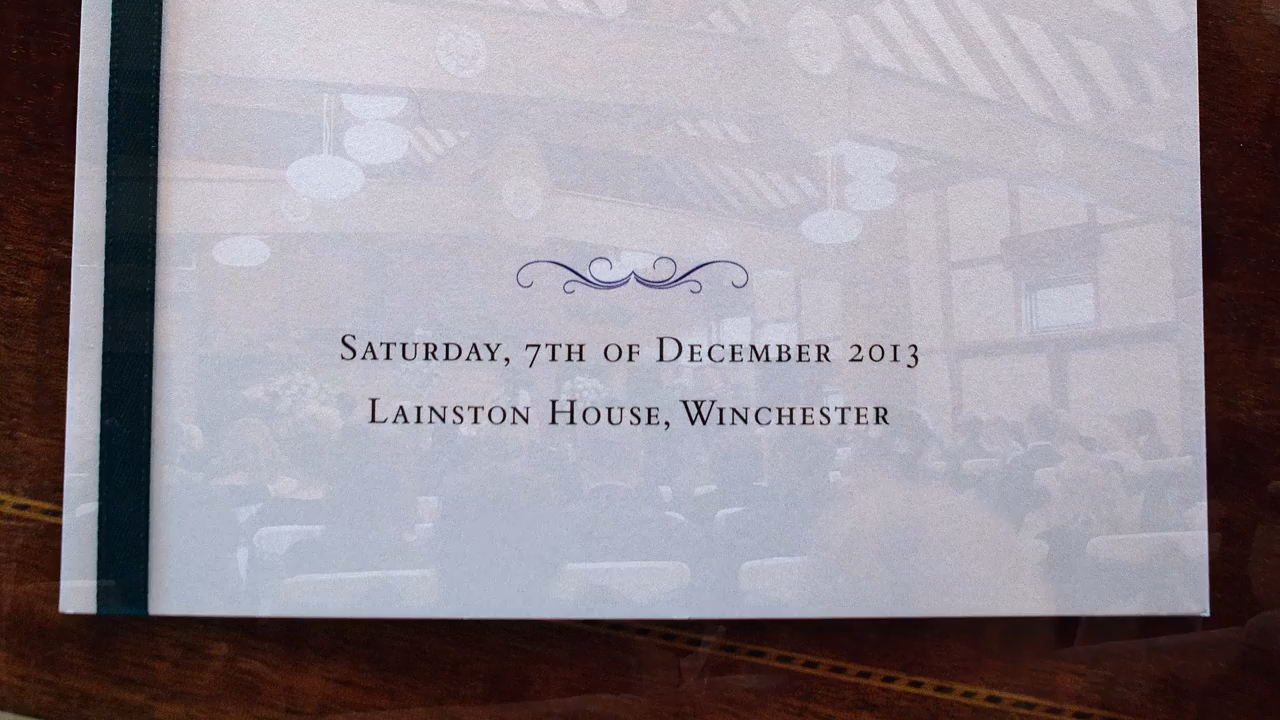 Saturday, 7th of December 2013
Lainston House, Winchester